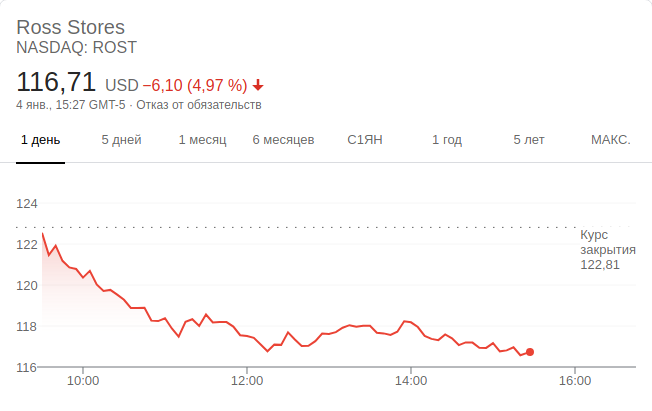 Ross Stores
NASDAQ: ROST
116,71 USD −6,10 (4,97 %)
4 янв., 15:27 GMT-5 · Отказ от обязательств
1 день 5 дней 1 месяц 6 месяцев С1ЯН 1 год 5 лет МАКС.
124
122
120
118
116
Курс
закрытия
122,81
10:00 12:00 14:00 16:00